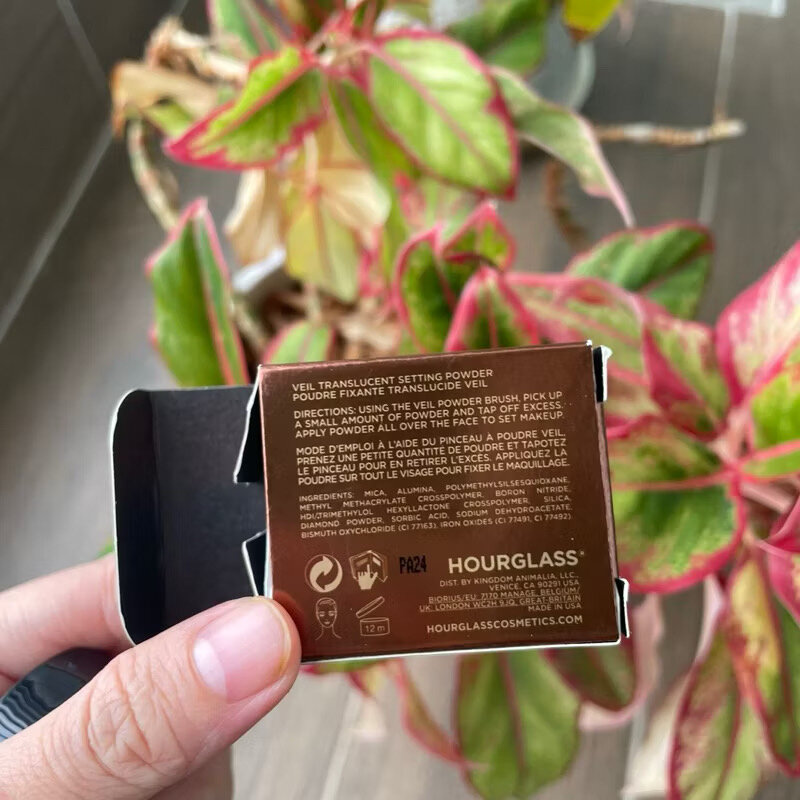 VEIL TRANSLUCENT SETTING POWDER
POUDRE FIXANTE TRANSLUCIDE VEIL
DIRECTIONS: USING THE VEIL POWDER BRUSH, PICK UP
A SMALL AMOUNT OF POWDER AND TAP OFF EXCESS.
APPLY POWDER ALL OVER THE FACE TO SET MAKEUP.
MODE D'EMPLOI À L'AIDE DU PINCEAU À POUDRE VEIL,
PRENEZ UNE PETITE QUANTITÉ DE POUDRE ET TAPOTEZ
LE PINCEAU POUR EN RETIRER L'EXCÈS. APPLIQUEZ LA
POUDRE SUR TOUT LE VISAGE POUR FIXER LE MAQUILLAGE.
INGREDIENTS: MICA, ALUMINA, POLYMETHYLSILSESQUIOXANE,
METHYL METHACRYLATE CROSSPOLYMER, BORON NITRIDE,
HDI/TRIMETHYLOL HEXYLLACTONE CROSSPOLYMER, SILICA,
DIAMOND POWDER, SORBIC ACID, SODIUM DEHYDROACETATE,
BISMUTH OXYCHLORIDE (CI 77163), IRON OXIDES (CI 77491, CI 77492).
PA24
HOURGLASS®
DIST. BY KINGDOM ANIMALIA, LLC.
VENICE, CA 90291 USA
BIORIUS/EU: 7170 MANAGE, BELGIUM/
UK: LONDON WC2H 9JQ, GREAT-BRITAIN
MADE IN USA
12 m
HOURGLASSCOSMETICS.COM